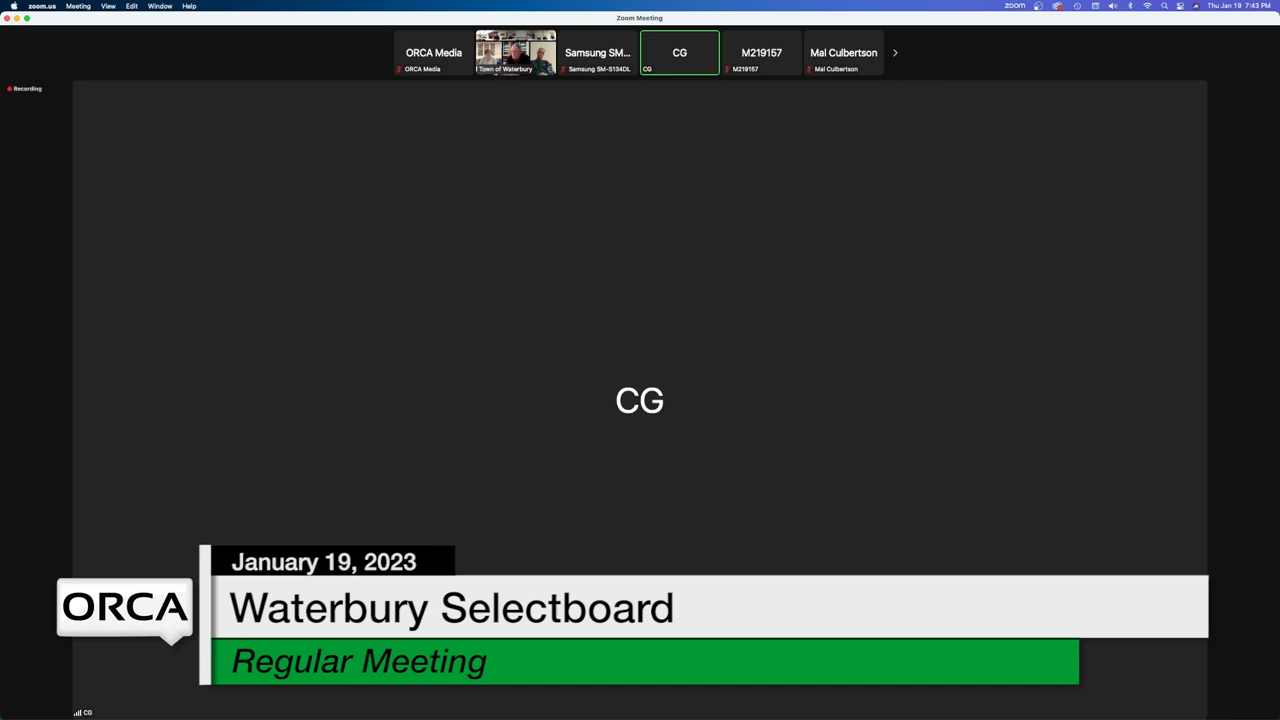 zoom.us Meeting View Edit Window Help
zoom
Thu Jan 19 7:43 PM
Zoom Meeting
ORCA Media
Samsung SM...
CG
M219157
Mal Culbertson
ORCA Media
Town of Waterbury
Samsung SM-S134DL
CG
M219157
Mal Culbertson
Recording
CG
January 19, 2023
ORCA
Waterbury Selectboard
Regular Meeting
CG